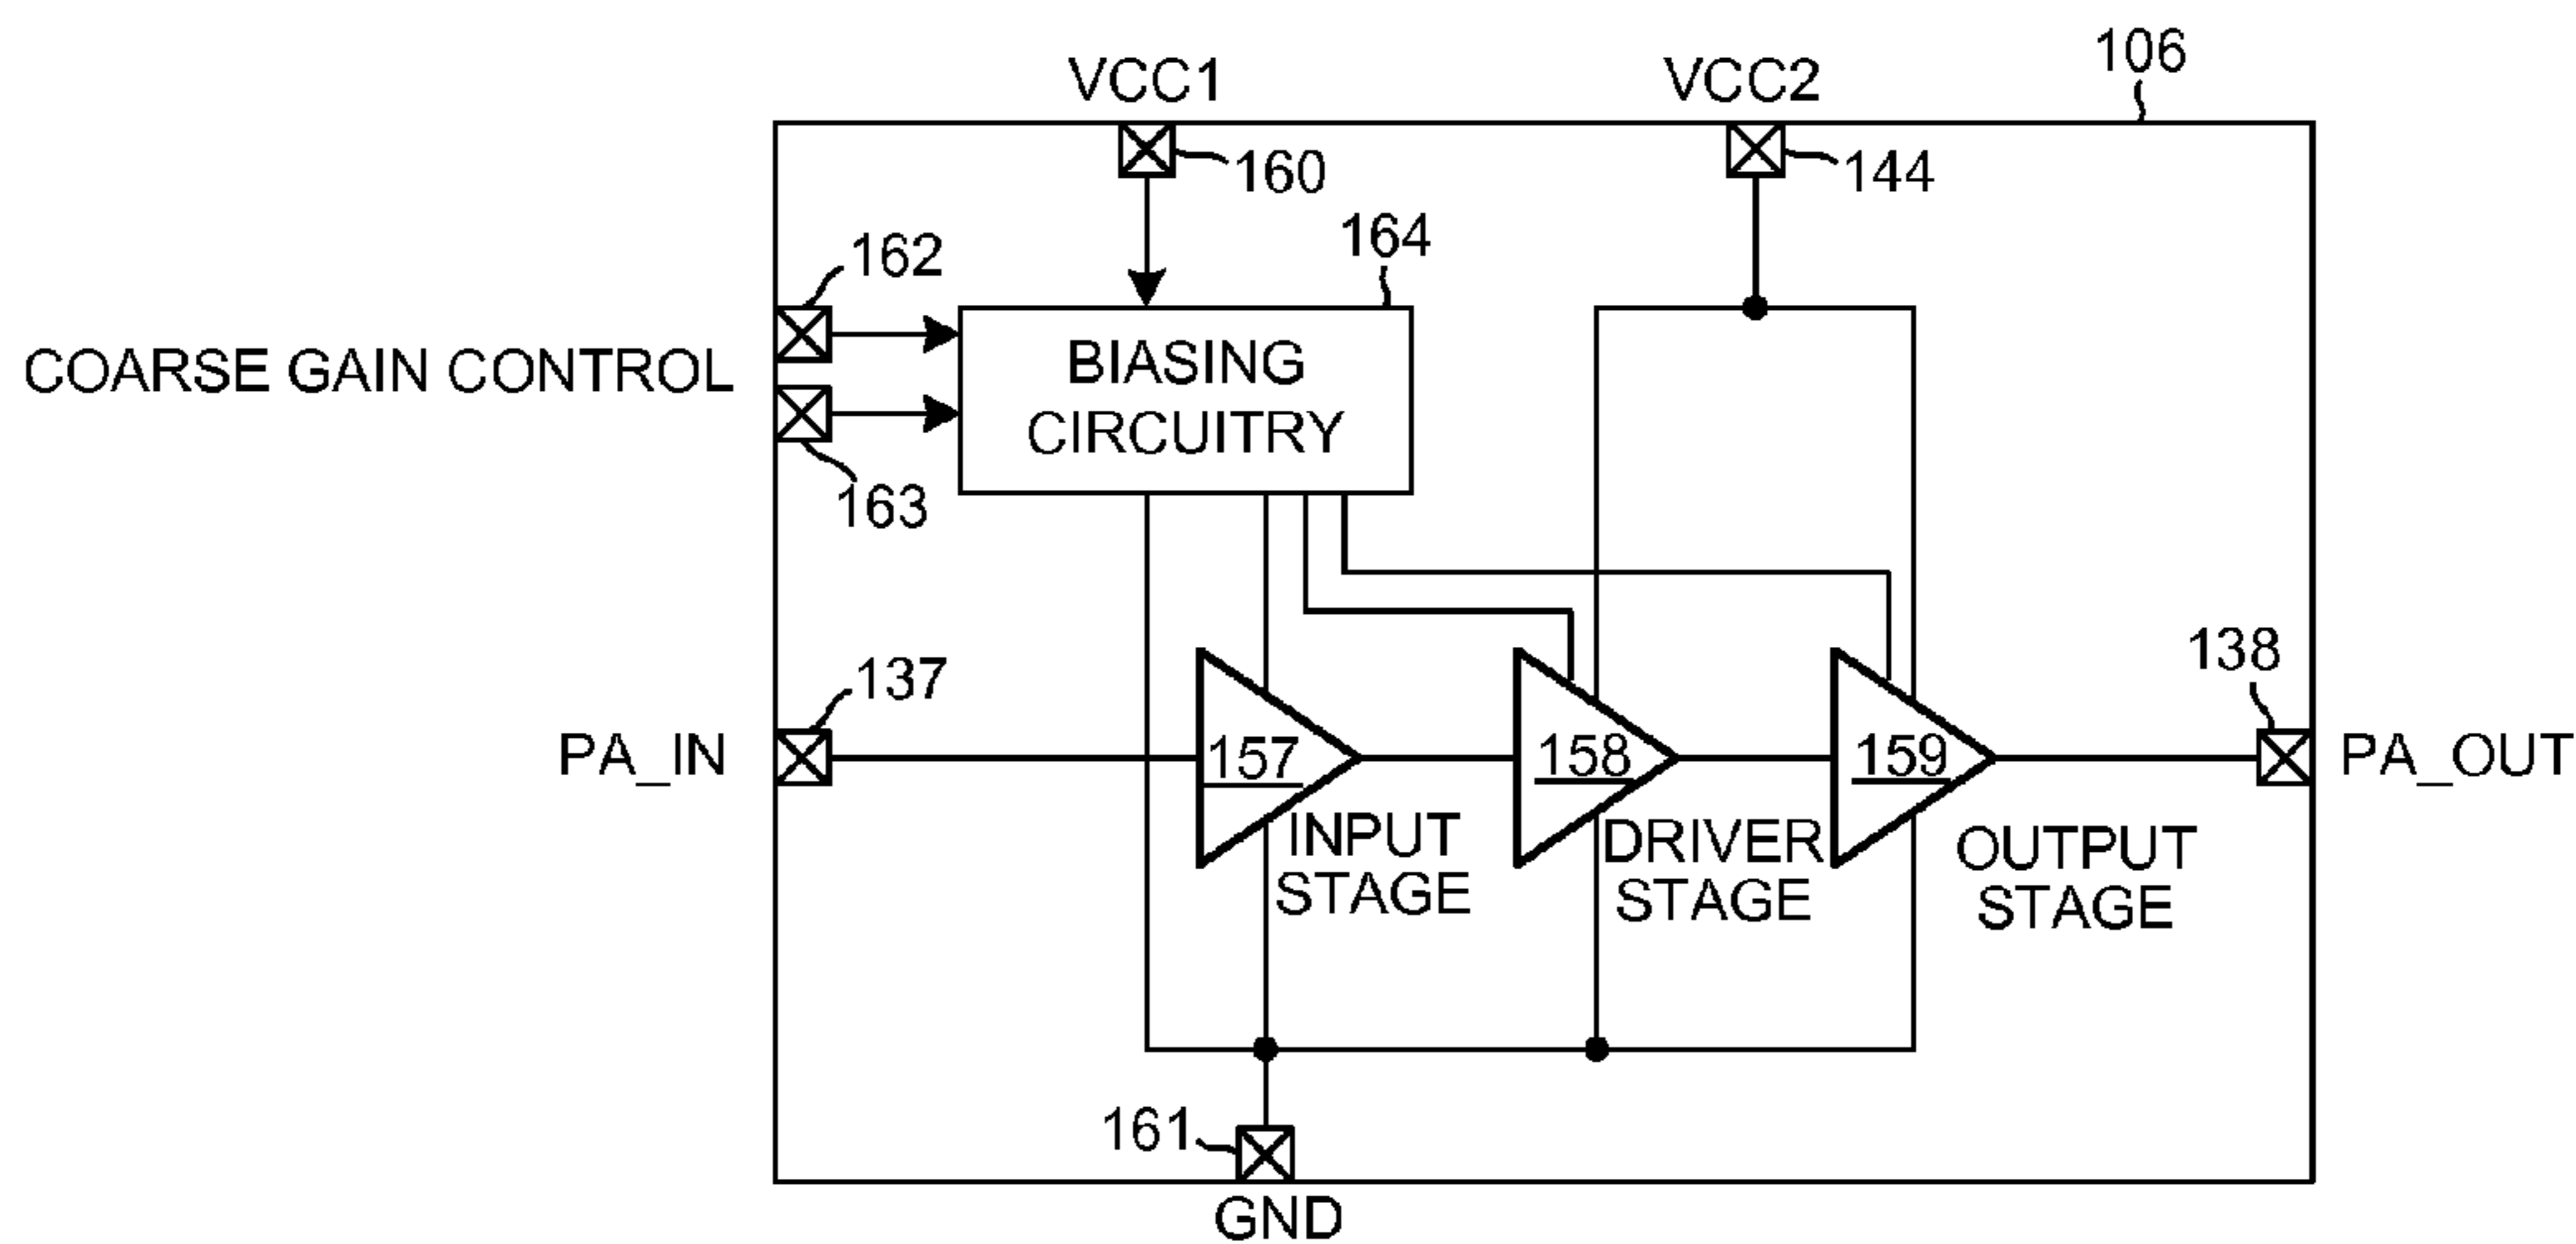 106
VCC1
VCC2
160
144
162
164
COARSE GAIN CONTROL
BIASING
CIRCUITRY
163
137
138
PA_IN
157
158
159
PA_OUT
INPUT
STAGE
DRIVER
STAGE
OUTPUT
STAGE
161
GND